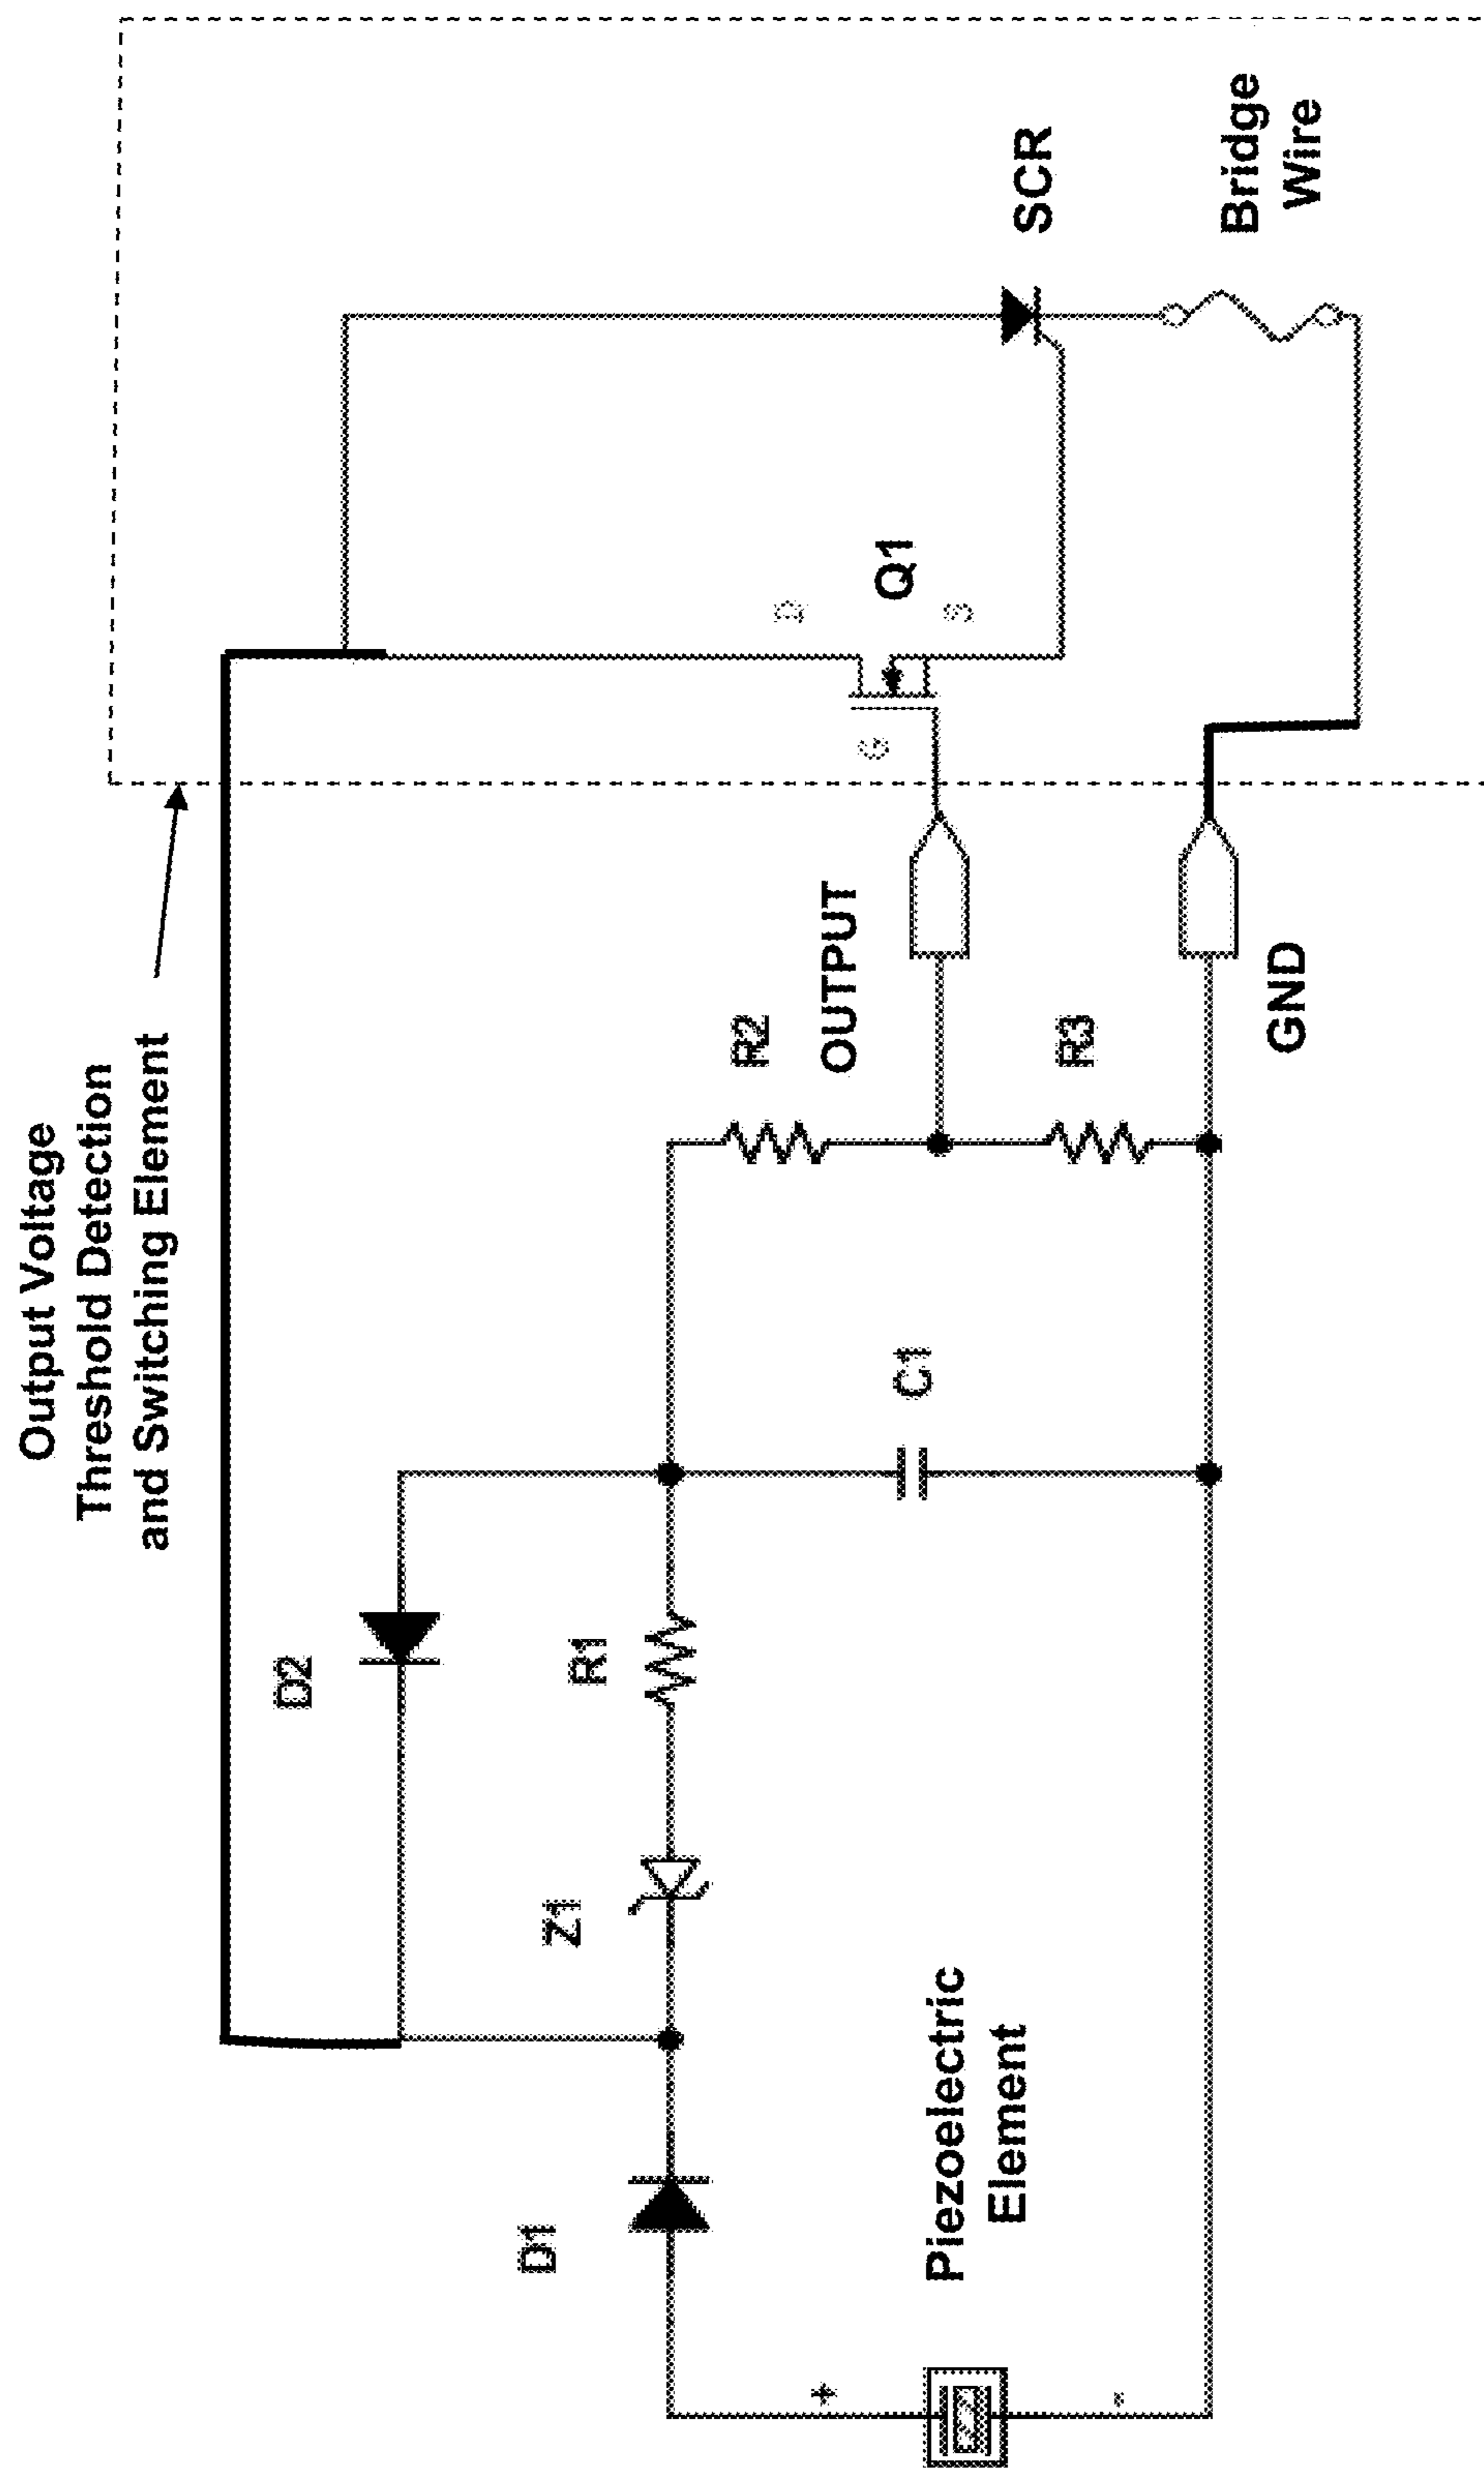 Output Voltage
Threshold Detection
and Switching Element
D2
D1
Z1
R1
C1
R2
R3
OUTPUT
GND
Piezoelectric
Element
+
-
Q1
D
G
S
SCR
Bridge
Wire